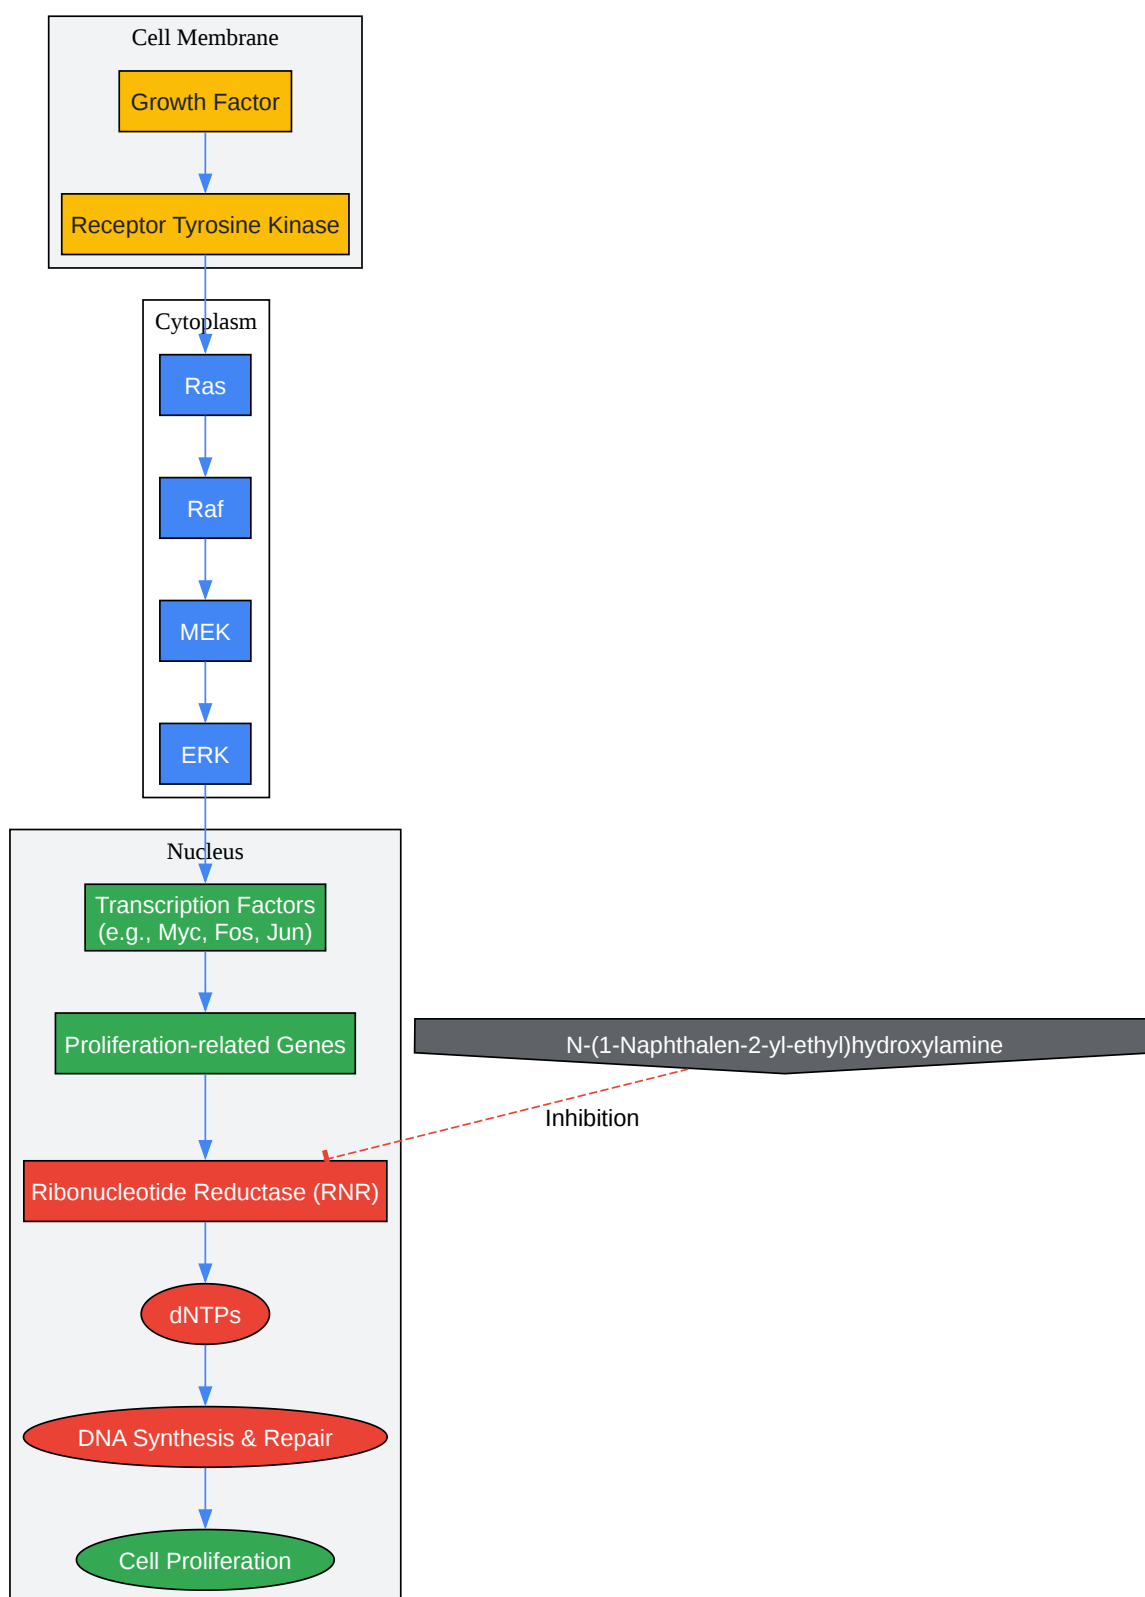 Cell Membrane
Growth Factor
Receptor Tyrosine Kinase
Cytoplasm
Ras
Raf
MEK
ERK
Nucleus
Transcription Factors
(e.g., Myc, Fos, Jun)
Proliferation-related Genes
N-(1-Naphthalen-2-yl-ethyl)hydroxylamine
Inhibition
Ribonucleotide Reductase (RNR)
dNTPs
DNA Synthesis & Repair
Cell Proliferation